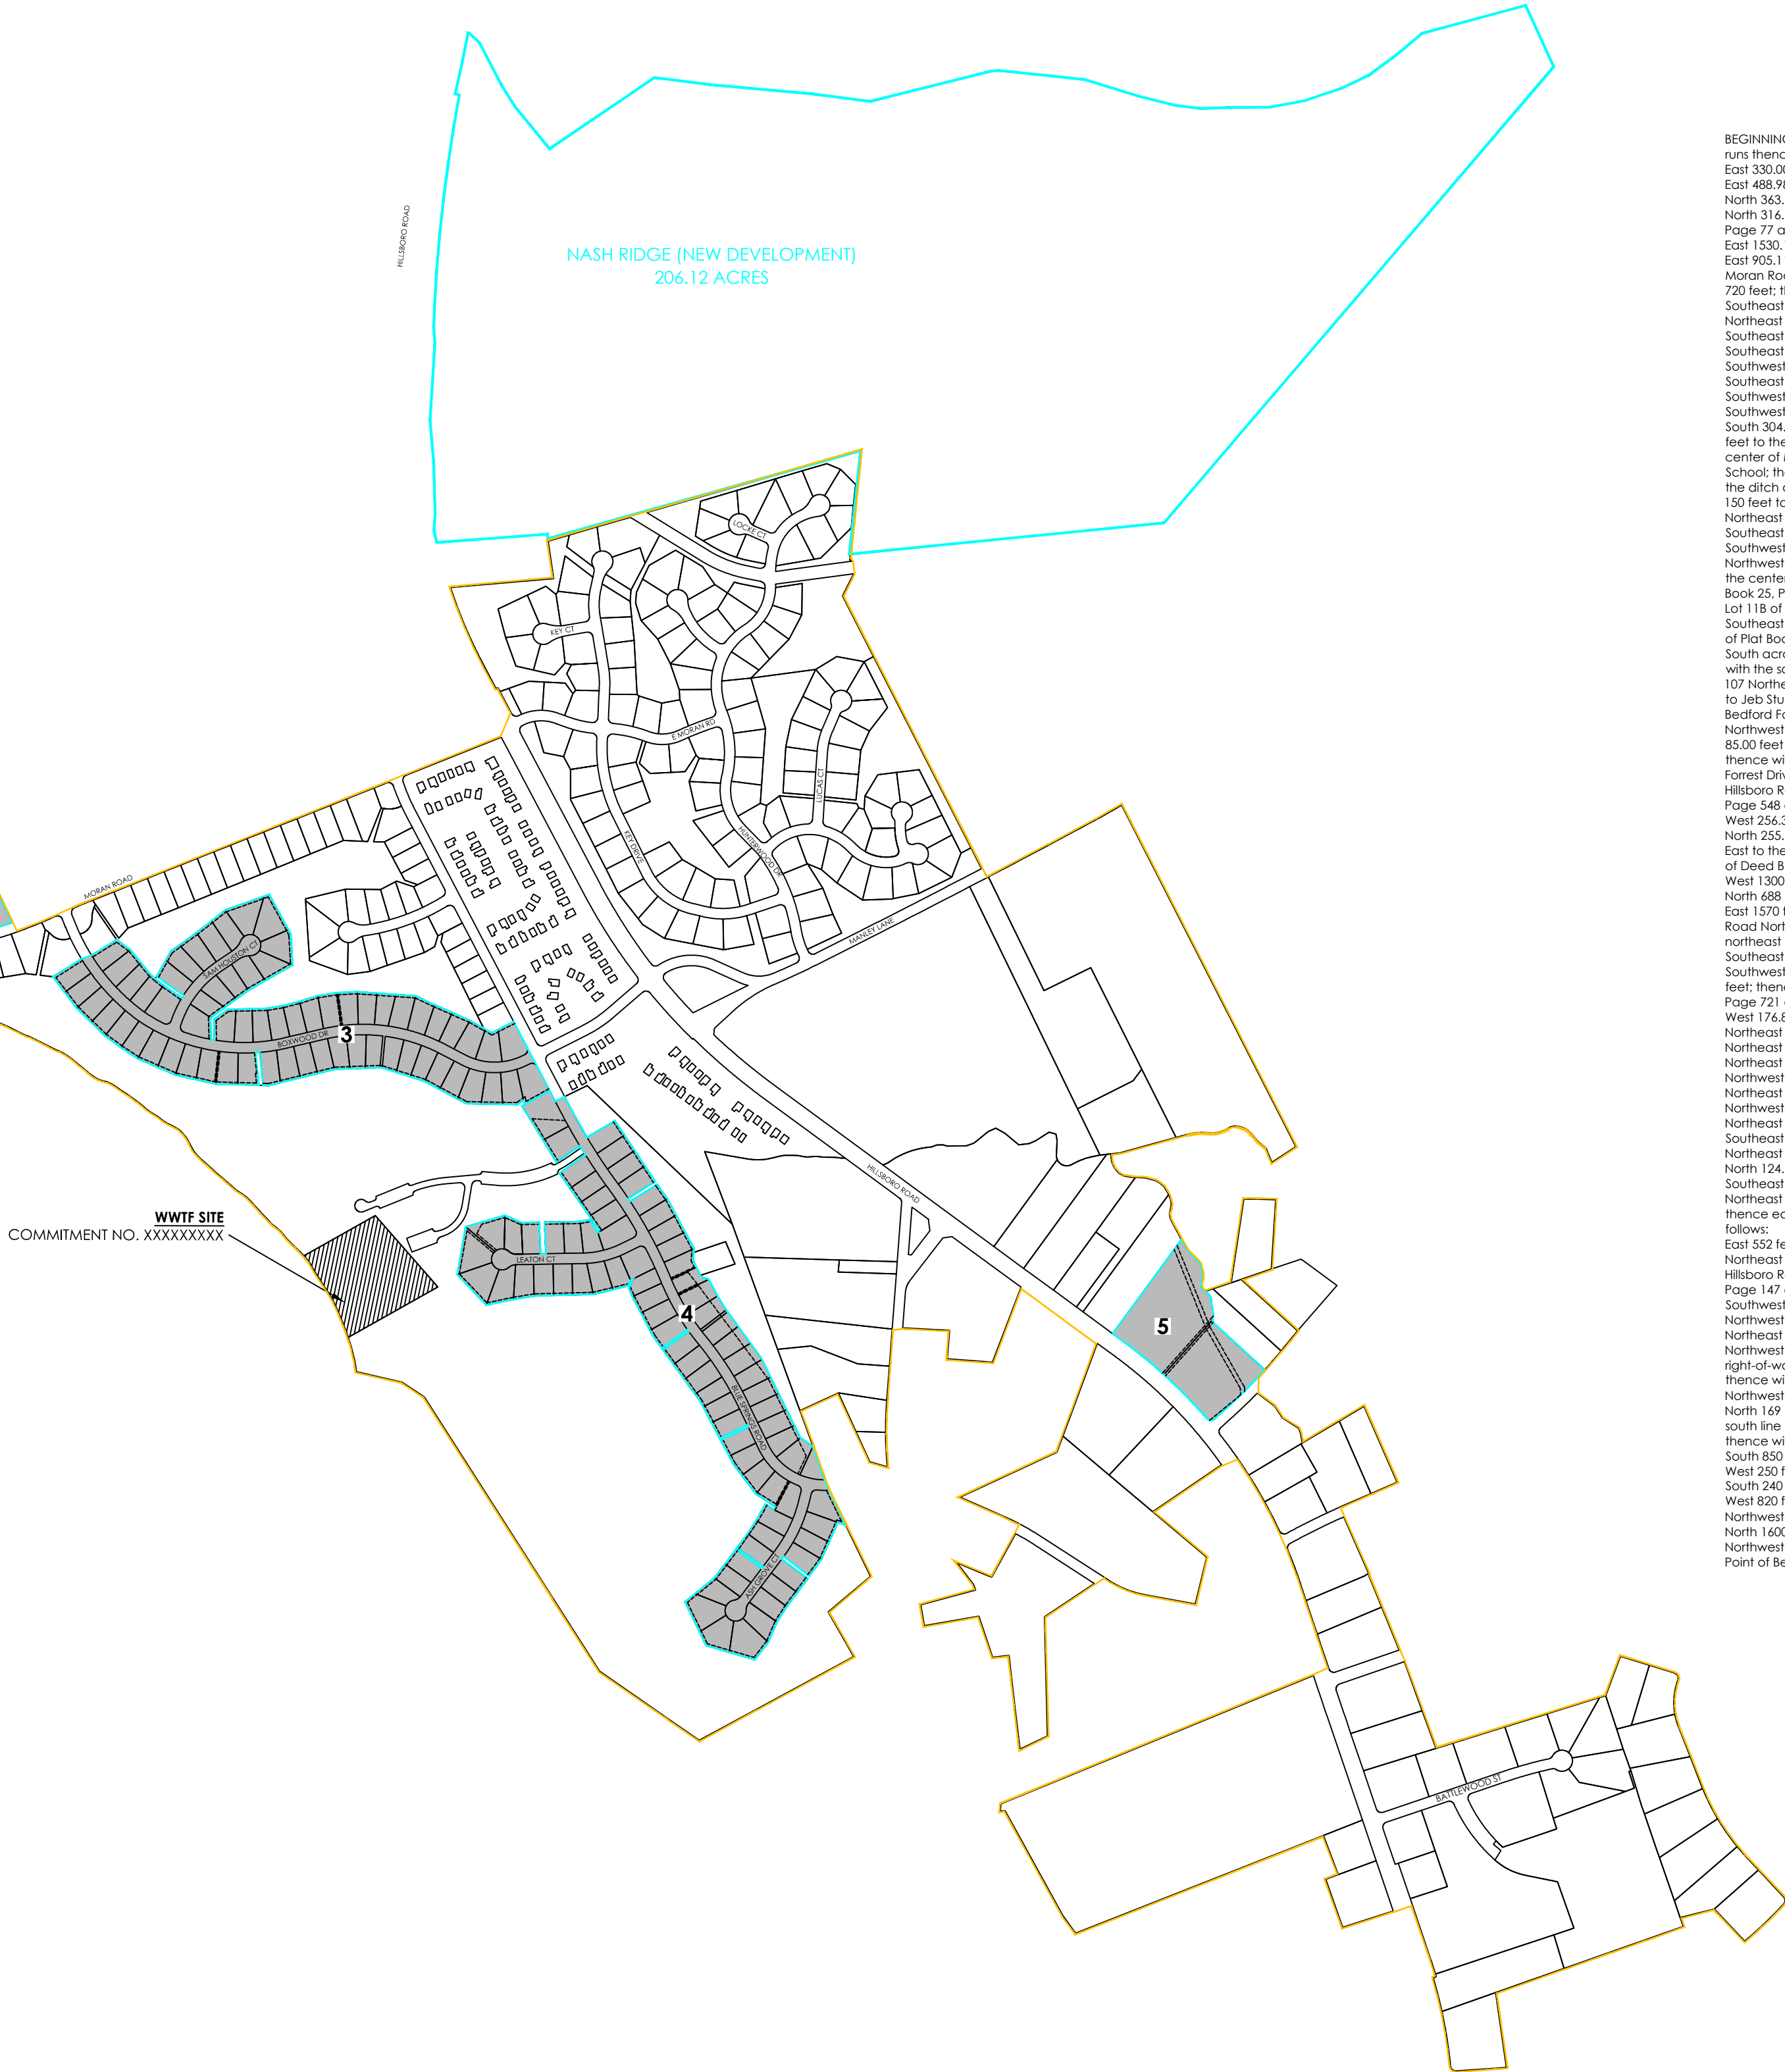 HILLSBORO ROAD
NASH RIDGE (NEW DEVELOPMENT)
206.12 ACRES
LOCKE CT
KEY CT
E MORAN RD
LUCAS CT
KEY DRIVE
HUNTERWOOD DR
MANLEY LANE
MORAN ROAD
SAM HOUSTON CT
BOXWOOD DR
3
HILLSBORO ROAD
WWTF SITE
COMMITMENT NO. XXXXXXXXX
LEATON CT
4
5
BLUE SPRINGS ROAD
ASH GROVE CT
BATTLEWOOD ST
BEGINNING
runs thenc
East 330.00
East 488.98
North 363.
North 316.
Page 77 a
East 1530.
East 905.1
Moran Roa
720 feet; th
Southeast
Northeast
Southeast
Southeast
Southwest
Southeast
Southwest
Southwest
South 304.
feet to the
center of
School; the
the ditch
150 feet to
Northeast
Southeast
Southwest
Northwest
the center
Book 25, P
Lot 11B of
Southeast
of Plat Boo
South acro
with the so
107 Northe
to Jeb Stu
Bedford Fo
Northwest
85.00 feet
thence wi
Forrest Driv
Hillsboro R
Page 548
West 256.3
North 255.
East to the
of Deed B
West 1300
North 688
East 1570 f
Road North
northeast
Southeast
Southwest
feet; thenc
Page 721
West 176.8
Northeast
Northeast
Northeast
Northwest
Northeast
Northwest
Northeast
Southeast
Northeast
North 124.
Southeast
Northeast
thence ea
follows:
East 552 fe
Northeast
Hillsboro R
Page 147
Southwest
Northwest
Northeast
Northwest
right-of-wa
thence wi
Northwest
North 169
south line
thence wi
South 850
West 250 f
South 240
West 820 f
Northwest
North 1600
Northwest
Point of Be